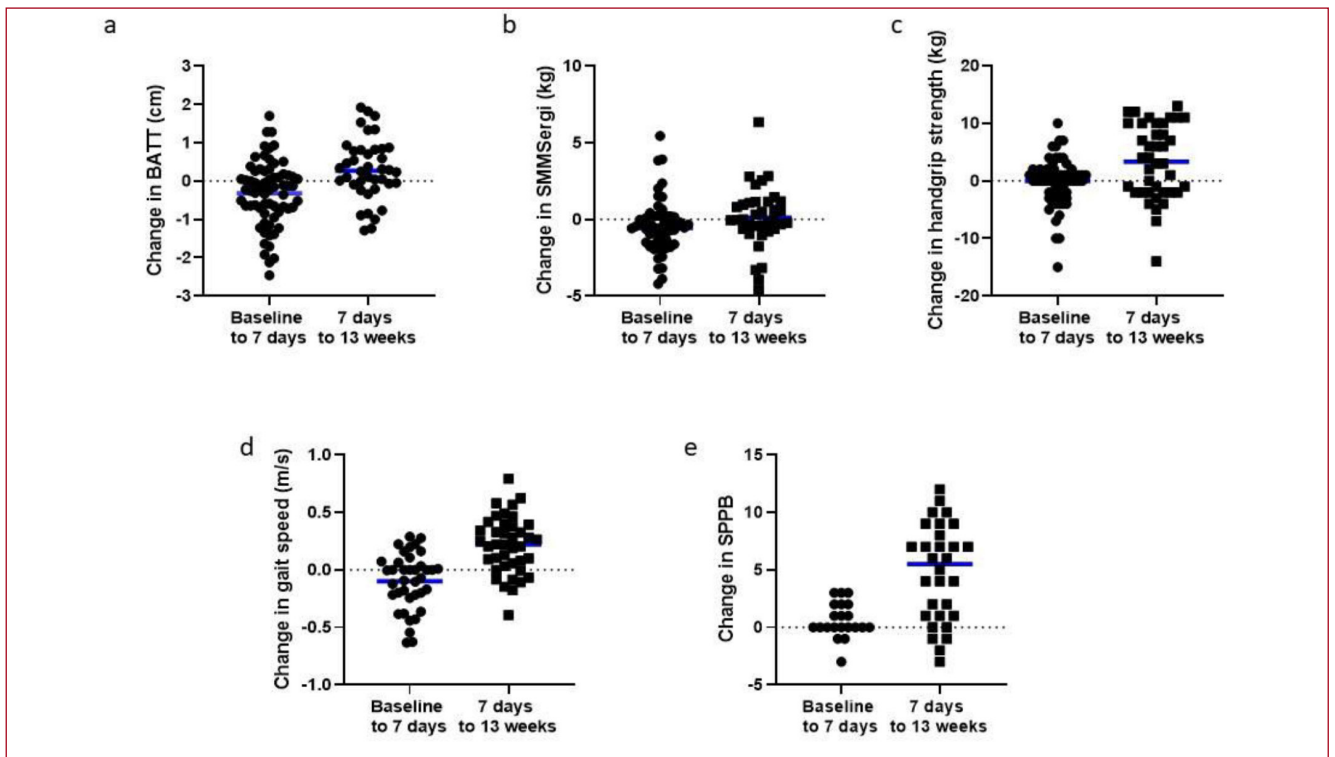 a
Change in BATT (cm)
3
2
1
0
-1
-2
-3
Baseline
to 7 days
7 days
to 13 weeks
b
Change in SMMSergi (kg)
10
5
0
-5
Baseline
to 7 days
7 days
to 13 weeks
c
Change in handgrip strength (kg)
20
10
0
-10
-20
Baseline
to 7 days
7 days
to 13 weeks
d
Change in gait speed (m/s)
1.0
0.5
0.0
-0.5
-1.0
Baseline
to 7 days
7 days
to 13 weeks
e
Change in SPPB
15
10
5
0
-5
Baseline
to 7 days
7 days
to 13 weeks